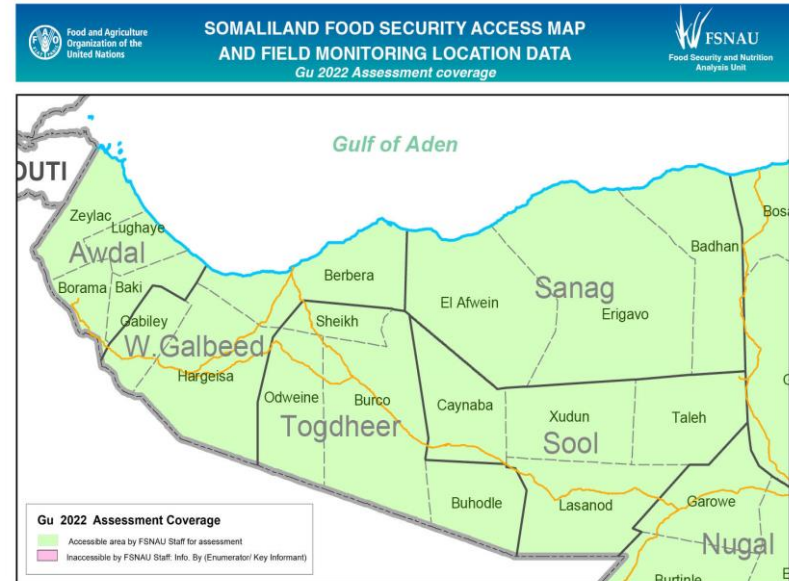 Food and Agriculture
Organization of the
United Nations
SOMALILAND FOOD SECURITY ACCESS MAP
AND FIELD MONITORING LOCATION DATA
Gu 2022 Assessment coverage
FSNAU
Food Security and Nutrition
Analysis Unit
Gulf of Aden
OUTI
Zeylac
Lughaye
Awdal
Borama
Baki
Gabiley
W.Galbeed
Hargeisa
Berbera
Sheikh
Odweine
Burco
Togdheer
El Afwein
Sanag
Erigavo
Badhan
Bosa
Caynaba
Xudun
Taleh
Sool
Buhodle
Lasanod
Garowe
Nugal
Burtinle
Gu 2022 Assessment Coverage
Accessible area by FSNAU Staff for assessment
Inaccessible by FSNAU Staff: Info. By (Enumerator/ Key Informant)